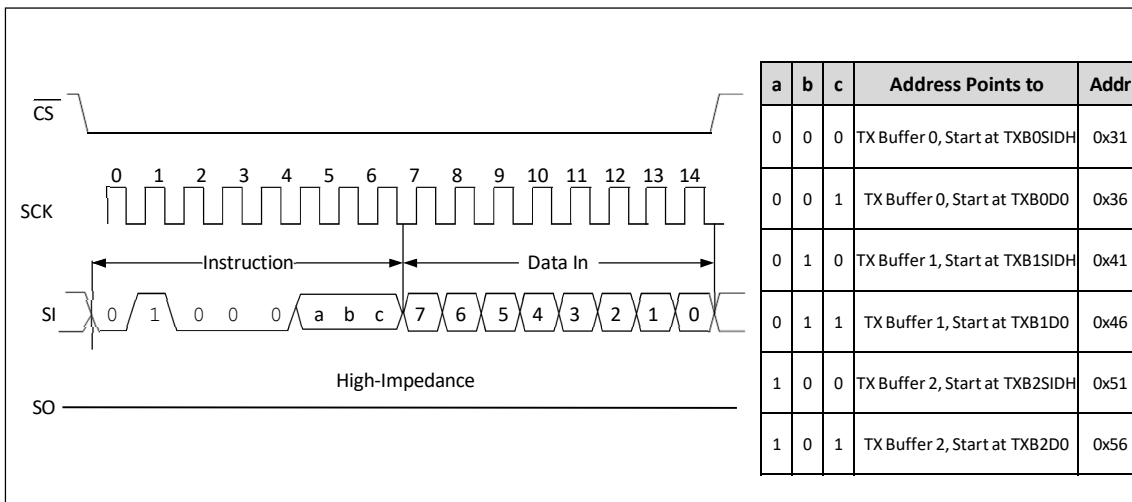 CS
0 1 2 3 4 5 6 7 8 9 10 11 12 13 14
SCK
Instruction
Data In
SI
0 1 0 0 0 a b c 7 6 5 4 3 2 1 0
High-Impedance
SO
a b c Address Points to Addr
0 0 0 TX Buffer 0, Start at TXB0SIDH 0x31
0 0 1 TX Buffer 0, Start at TXB0D0 0x36
0 1 0 TX Buffer 1, Start at TXB1SIDH 0x41
0 1 1 TX Buffer 1, Start at TXB1D0 0x46
1 0 0 TX Buffer 2, Start at TXB2SIDH 0x51
1 0 1 TX Buffer 2, Start at TXB2D0 0x56